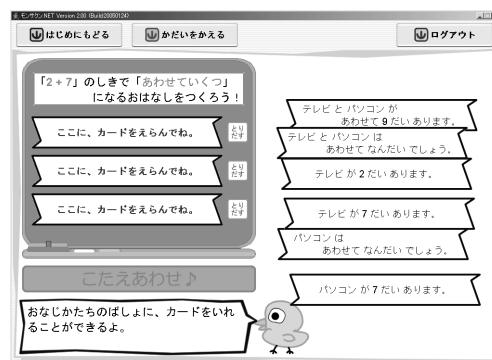 モンサクン.NET Version 2.00 (Build20050124)
はじめにもどる
かだいをかえる
ログアウト
「2+7」のしきで「あわせていくつ」
になるおはなしをつくろう！
ここに、カードをえらんでね。
とりだす
ここに、カードをえらんでね。
とりだす
ここに、カードをえらんでね。
とりだす
こたえあわせ♪
おなじかたちのばしょに、カードをいれ
ることができるよ。
テレビ と パソコン が
あわせて 9 だい あります。
テレビ と パソコン は
あわせて なんだい でしょう。
テレビ が 2 だい あります。
テレビ が 7 だい あります。
パソコン は
あわせて なんだい でしょう。
パソコン が 7 だい あります。